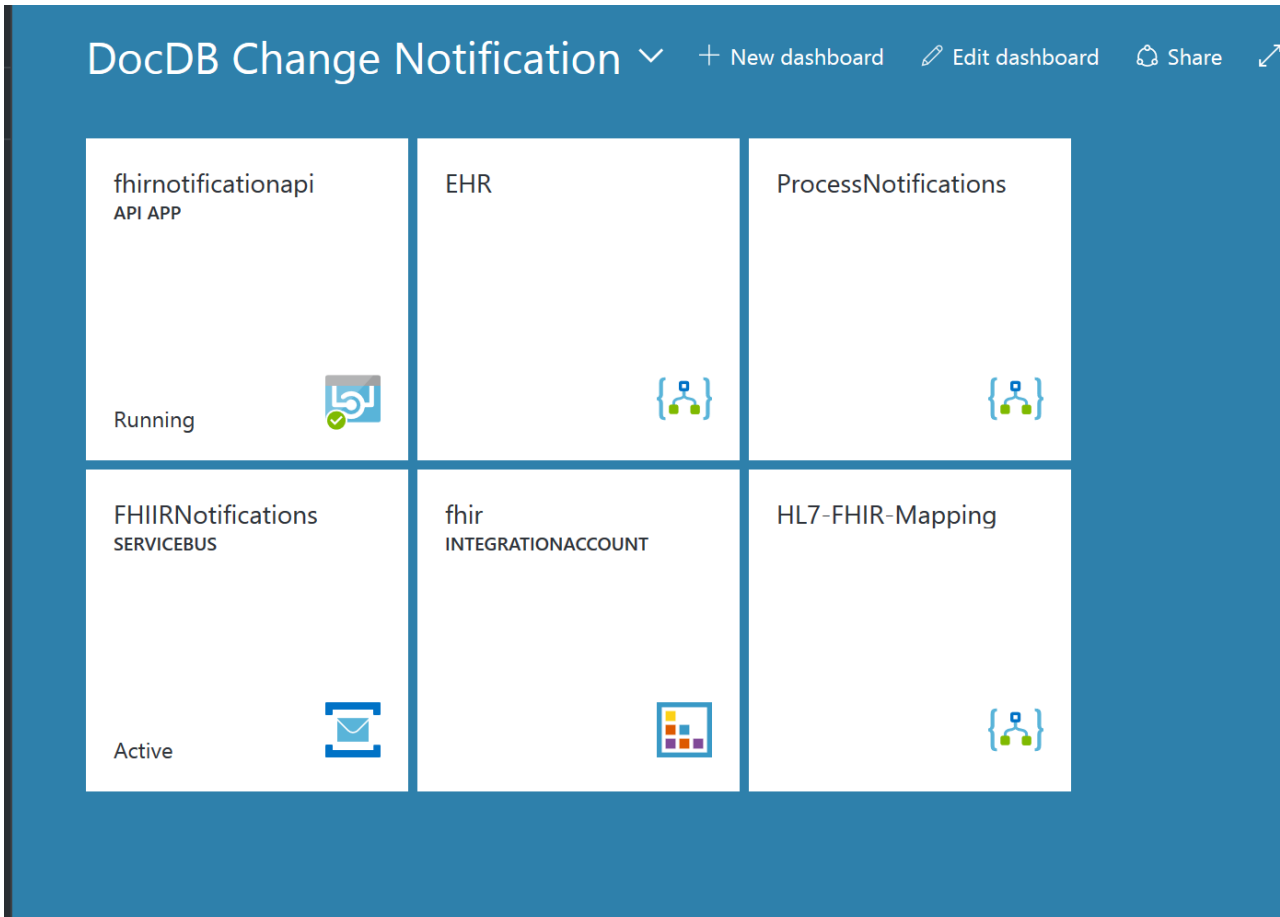 DocDB Change Notification
New dashboard
Edit dashboard
Share
fhirnotificationapi
API APP
Running
EHR
ProcessNotifications
FHIIRNotifications
SERVICEBUS
Active
fhir
INTEGRATIONACCOUNT
HL7-FHIR-Mapping